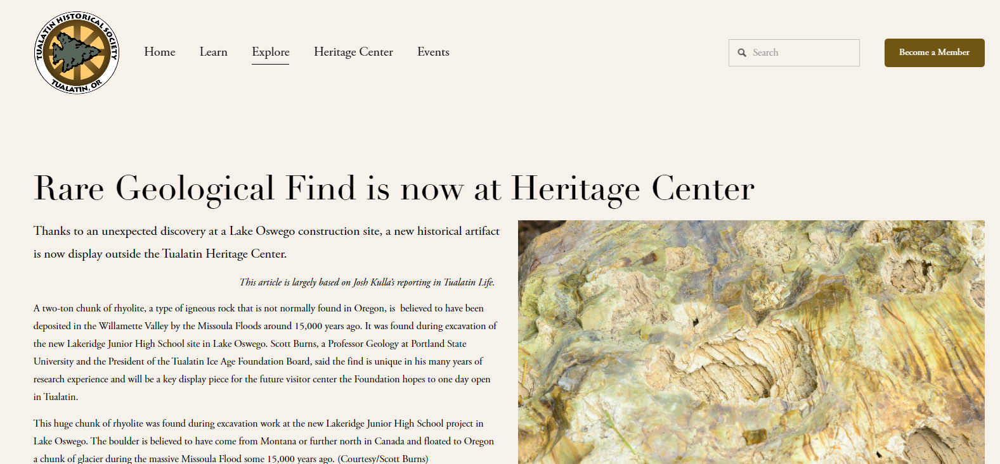 TUALATIN HISTORICAL SOCIETY
TUALATIN, OR
Home Learn Explore Heritage Center Events
Search
Become a Member
Rare Geological Find is now at Heritage Center
Thanks to an unexpected discovery at a Lake Oswego construction site, a new historical artifact
is now display outside the Tualatin Heritage Center.
This article is largely based on Josh Kulla's reporting in Tualatin Life.
A two-ton chunk of rhyolite, a type of igneous rock that is not normally found in Oregon, is believed to have been
deposited in the Willamette Valley by the Missoula Floods around 15,000 years ago. It was found during excavation of
the new Lakeridge Junior High School site in Lake Oswego. Scott Burns, a Professor Geology at Portland State
University and the President of the Tualatin Ice Age Foundation Board, said the find is unique in his many years of
research experience and will be a key display piece for the future visitor center the Foundation hopes to one day open
in Tualatin.
This huge chunk of rhyolite was found during excavation work at the new Lakeridge Junior High School project in
Lake Oswego. The boulder is believed to have come from Montana or further north in Canada and floated to Oregon
a chunk of glacier during the massive Missoula Flood some 15,000 years ago. (Courtesy/Scott Burns)